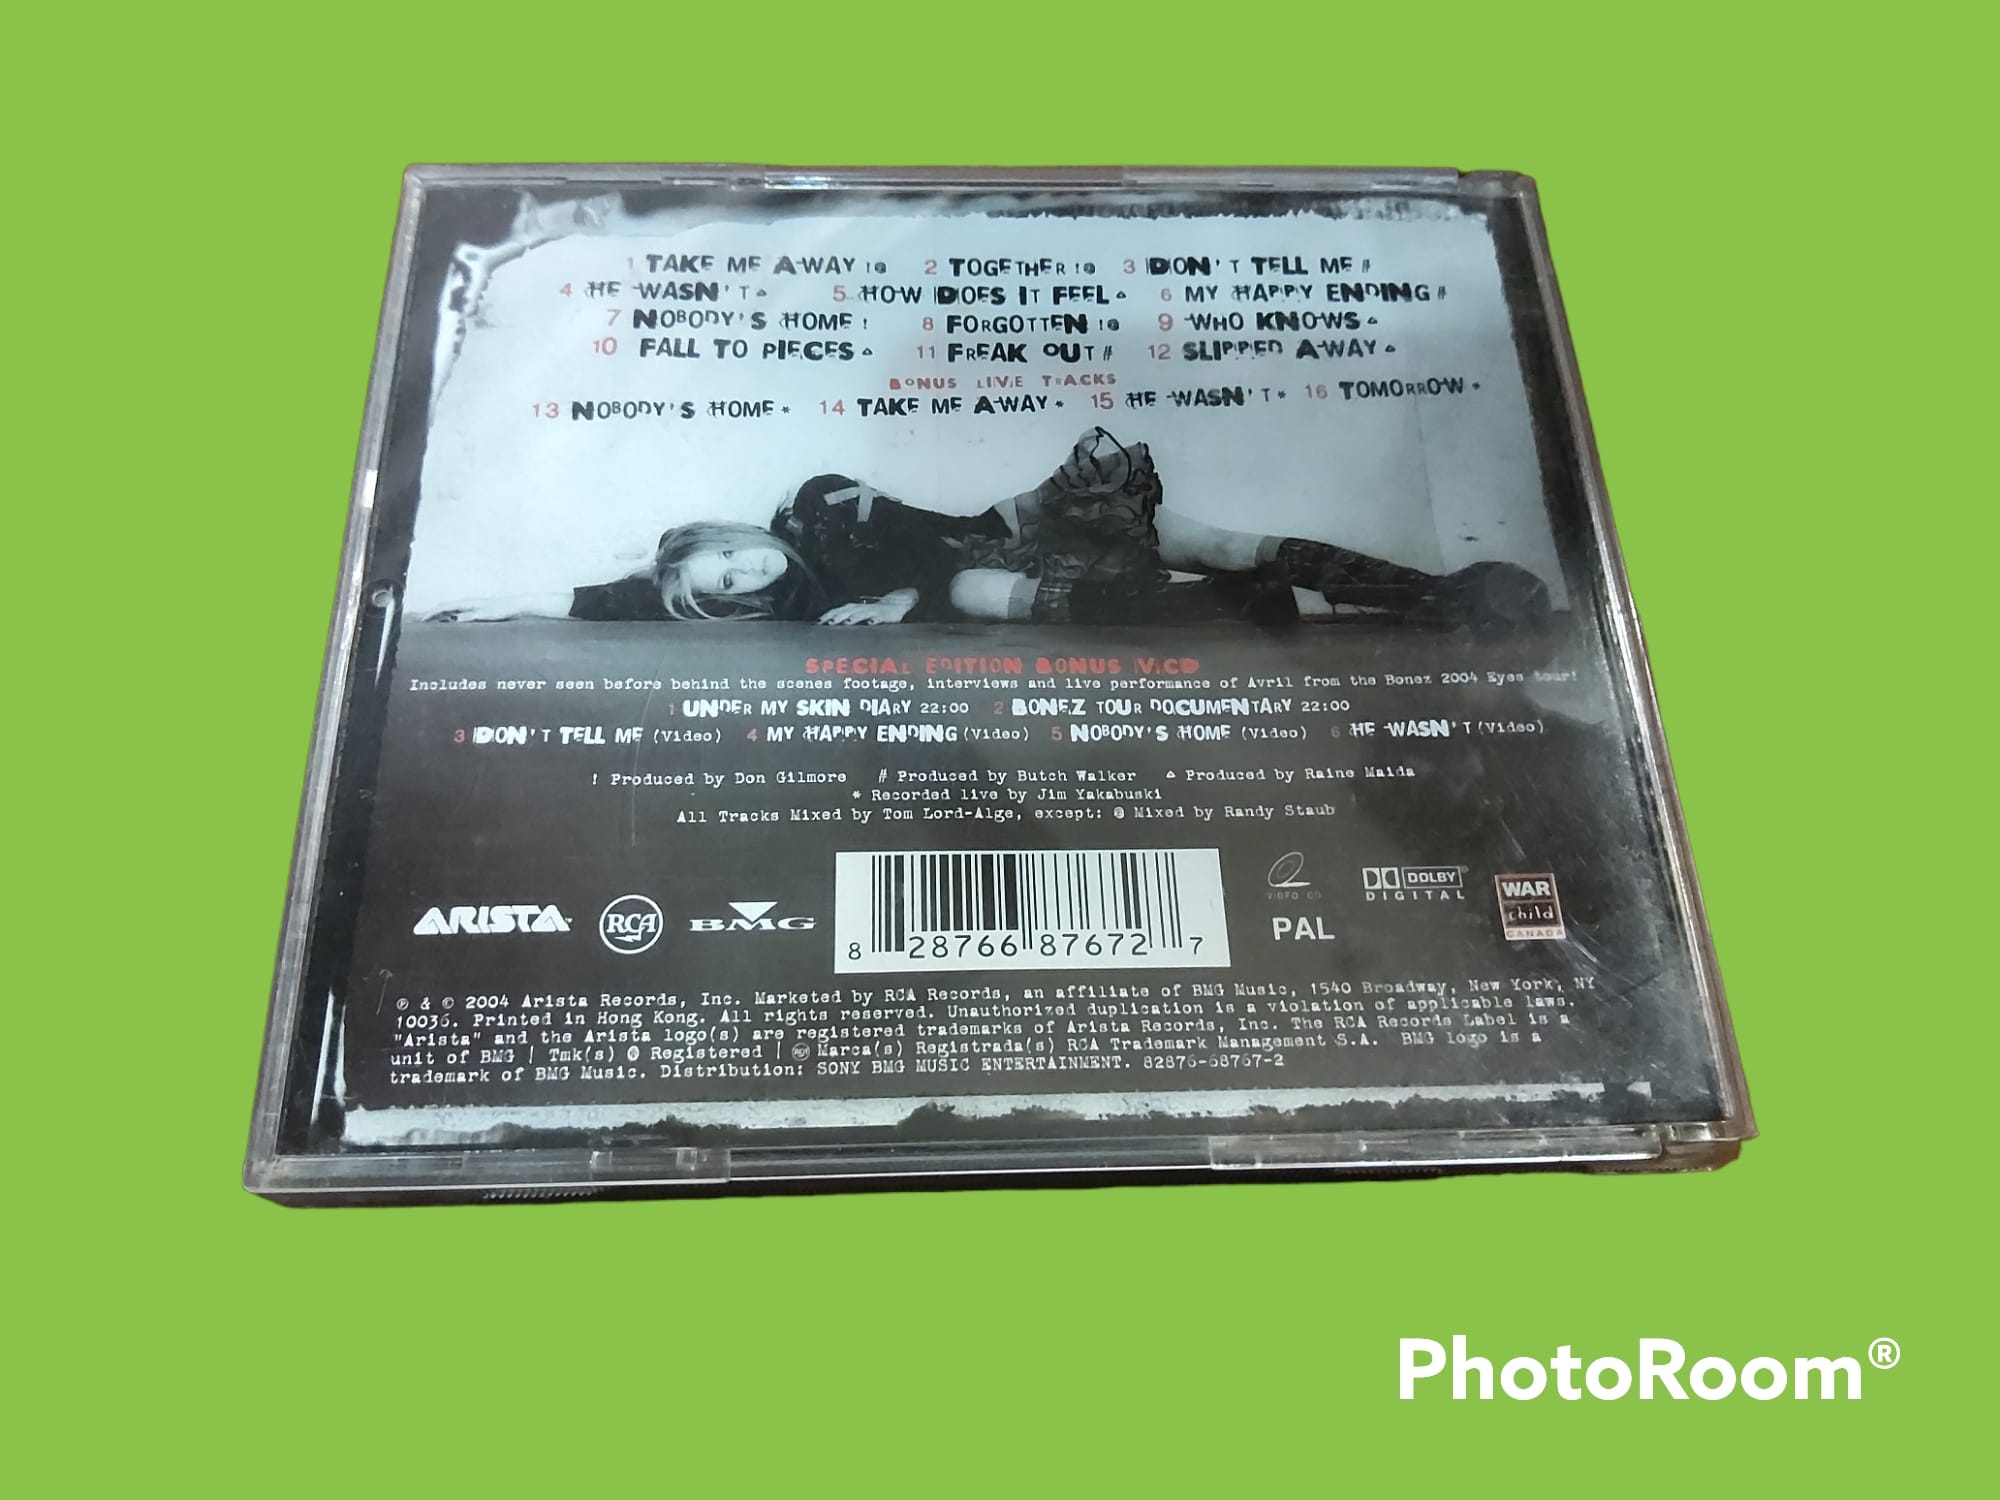 1 TAKE ME AWAY !@ 2 TOGETHER !@ 3 DON'T TELL ME #
4 HE WASN'T △ 5 HOW DOES IT FEEL △ 6 MY HAPPY ENDING #
7 NOBODY'S HOME ! 8 FORGOTTEN !@ 9 WHO KNOWS △
10 FALL TO PIECES △ 11 FREAK OUT # 12 SLIPPED AWAY △
BONUS LIVE TRACKS
13 NOBODY'S HOME * 14 TAKE ME AWAY * 15 HE WASN'T * 16 TOMORROW *
SPECIAL EDITION BONUS VCD
Includes never seen before behind the scenes footage, interviews and live performance of Avril from the Bonez 2004 Eyes tour!
1 UNDER MY SKIN DIARY 22:00 2 BONEZ TOUR DOCUMENTARY 22:00
3 DON'T TELL ME (Video) 4 MY HAPPY ENDING (Video) 5 NOBODY'S HOME (Video) 6 HE WASN'T (Video)
! Produced by Don Gilmore # Produced by Butch Walker △ Produced by Raine Maida
* Recorded live by Jim Yakabuski
All Tracks Mixed by Tom Lord-Alge, except: @ Mixed by Randy Staub
ARISTA™ RCA BMG
8 28766 87672 7
VIDEO CD
PAL
DOLBY®
DIGITAL
WAR
child
CANADA
℗ & © 2004 Arista Records, Inc. Marketed by RCA Records, an affiliate of BMG Music, 1540 Broadway, New York, NY
10036. Printed in Hong Kong. All rights reserved. Unauthorized duplication is a violation of applicable laws.
"Arista" and the Arista logo(s) are registered trademarks of Arista Records, Inc. The RCA Records Label is a
unit of BMG | Tmk(s) ® Registered | Marca(s) Registrada(s) RCA Trademark Management S.A. BMG logo is a
trademark of BMG Music. Distribution: SONY BMG MUSIC ENTERTAINMENT. 82876-68767-2
PhotoRoom®